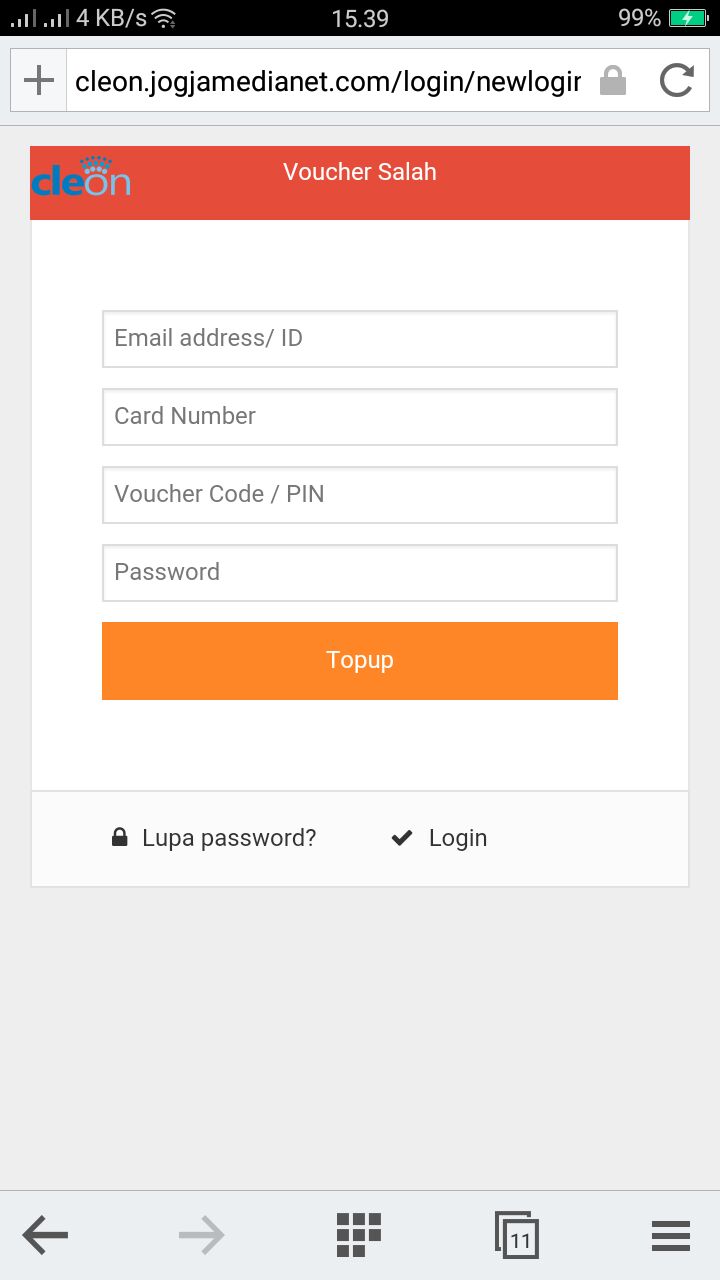 4 KB/s 15.39 99%
cleon.jogjamedianet.com/login/newlogin
cleon Voucher Salah
Email address/ ID
Card Number
Voucher Code / PIN
Password
Topup
Lupa password? Login
11